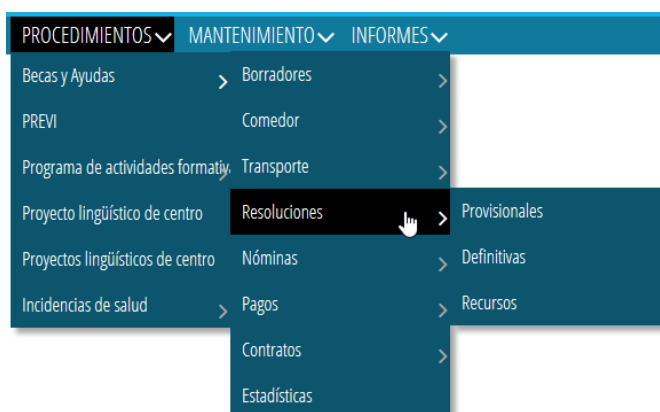 PROCEDIMIENTOS MANTENIMIENTO INFORMES
Becas y Ayudas
PREVI
Programa de actividades formativ
Proyecto lingüístico de centro
Proyectos lingüísticos de centro
Incidencias de salud
Borradores
Comedor
Transporte
Resoluciones
Nóminas
Pagos
Contratos
Estadísticas
Provisionales
Definitivas
Recursos